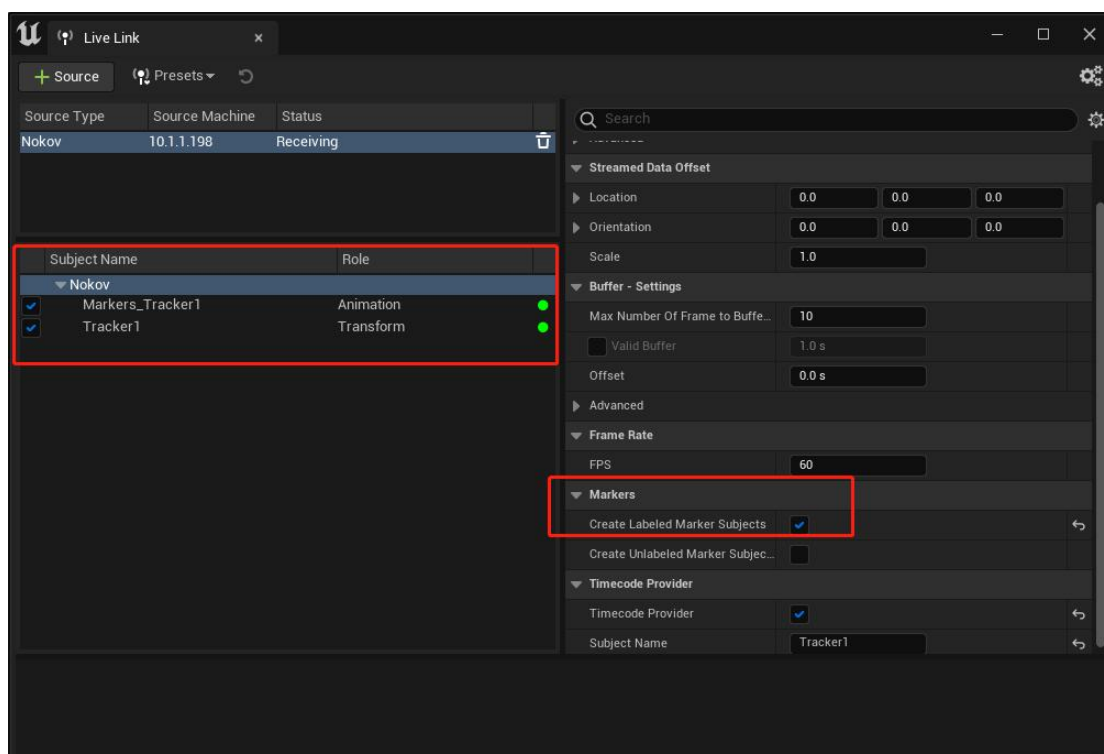 Live Link
+ Source Presets
Source Type Source Machine Status
Nokov 10.1.1.198 Receiving
Subject Name Role
Nokov
Markers_Tracker1 Animation
Tracker1 Transform
Search
Streamed Data Offset
Location 0.0 0.0 0.0
Orientation 0.0 0.0 0.0
Scale 1.0
Buffer - Settings
Max Number Of Frame to Buffe... 10
Valid Buffer 1.0 s
Offset 0.0 s
Advanced
Frame Rate
FPS 60
Markers
Create Labeled Marker Subjects
Create Unlabeled Marker Subjec...
Timecode Provider
Timecode Provider
Subject Name Tracker1